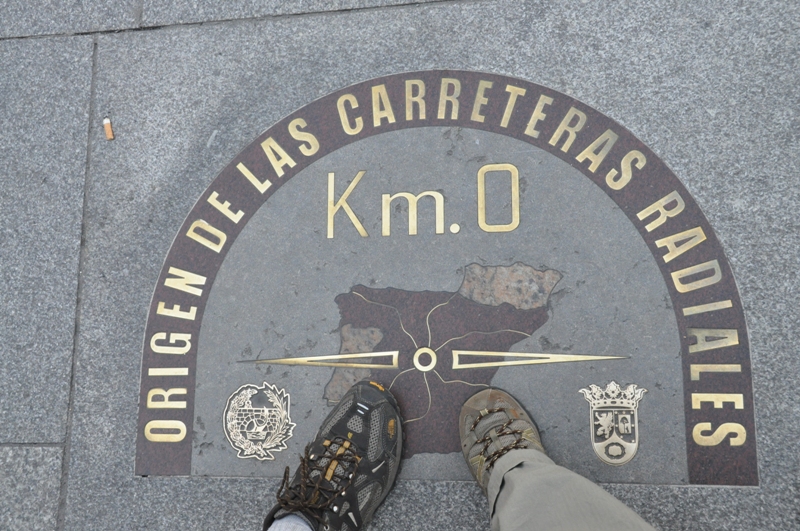 ORIGEN DE LAS CARRETERAS RADIALES
Km.0